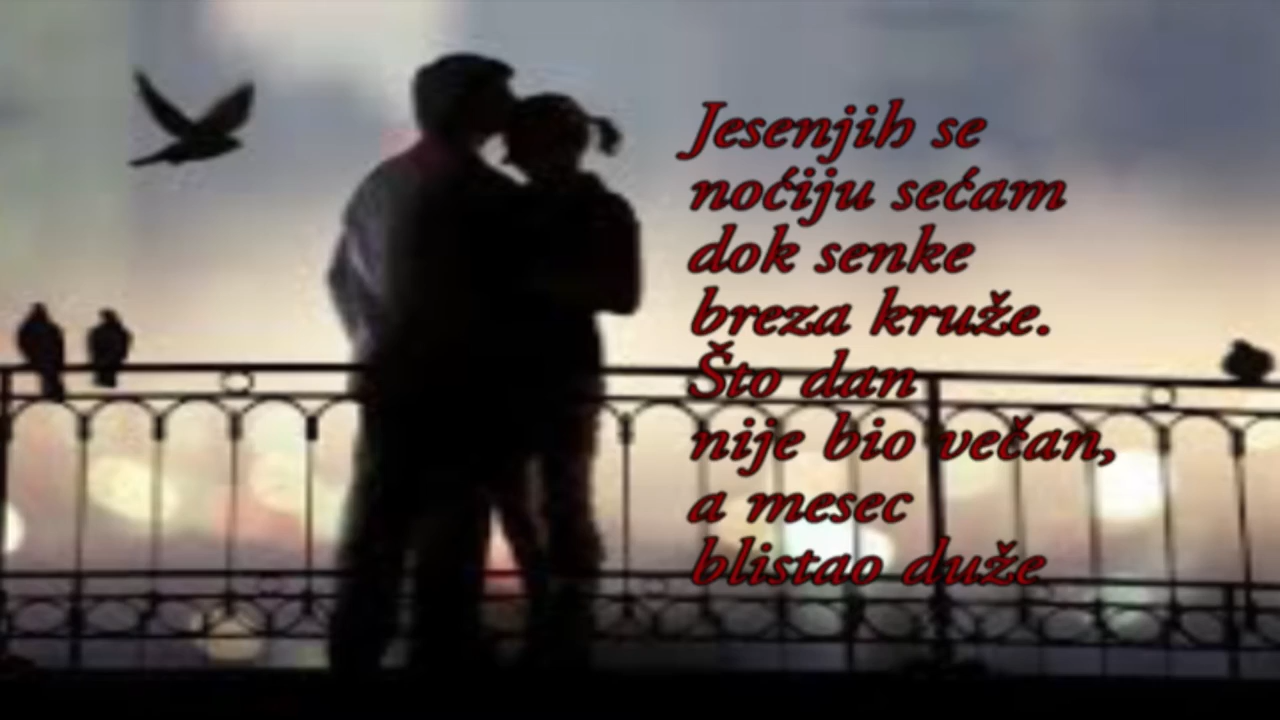 Jesenjih se
noćiju sećam
dok senke
breza kruže.
Što dan
nije bio večan,
a mesec
blistao duže